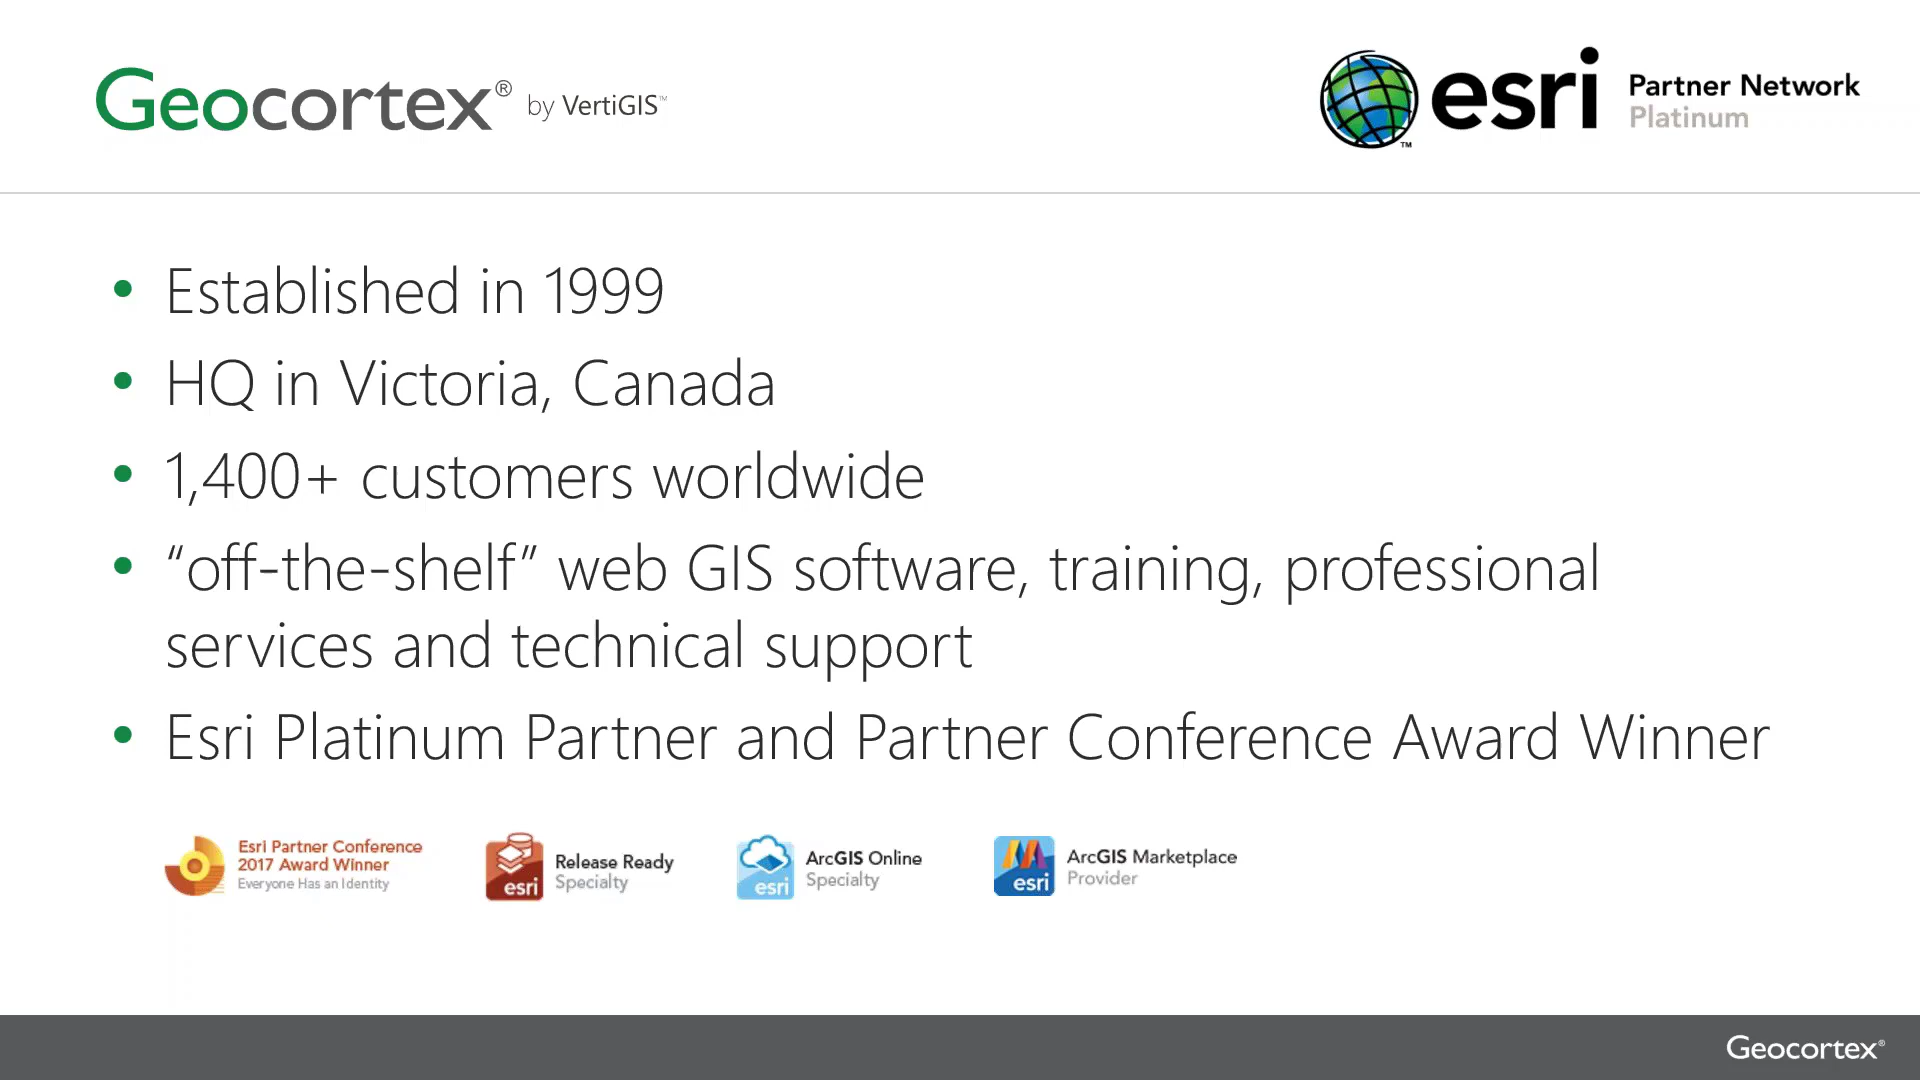 Geocortex® by VertiGIS™
esri™ Partner Network
Platinum
• Established in 1999
• HQ in Victoria, Canada
• 1,400+ customers worldwide
• “off-the-shelf” web GIS software, training, professional
services and technical support
• Esri Platinum Partner and Partner Conference Award Winner
Esri Partner Conference
2017 Award Winner
Everyone Has an Identity
esri Release Ready
Specialty
esri ArcGIS Online
Specialty
esri ArcGIS Marketplace
Provider
Geocortex®